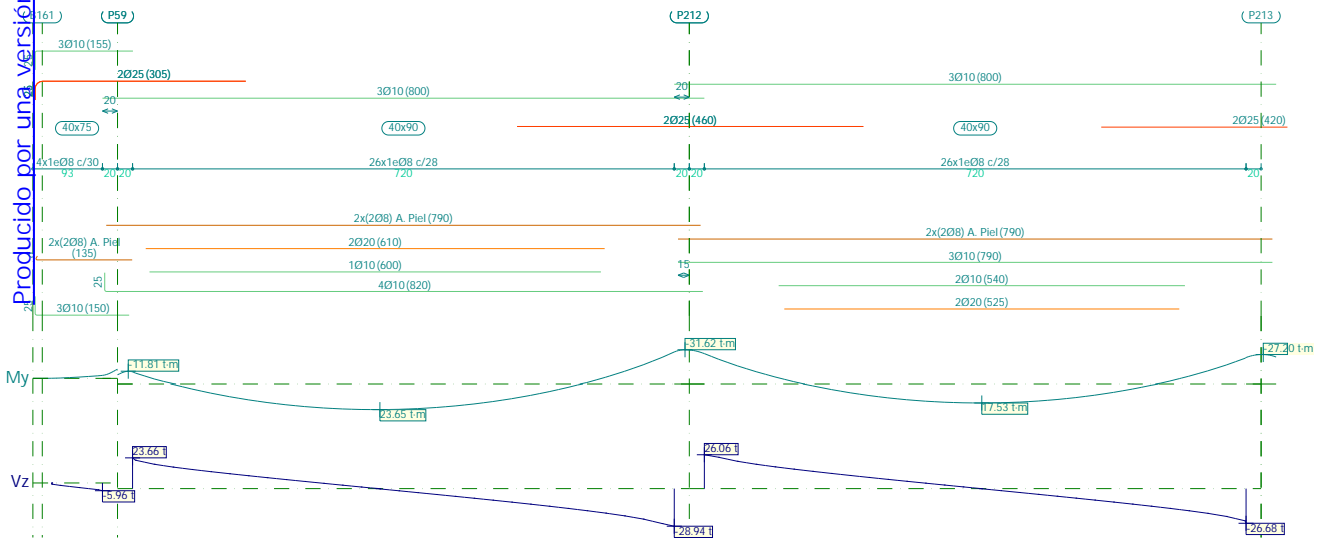 Producido por una versión
P59
P212
P213
3Ø10 (155)
2Ø25 (305)
3Ø10 (800)
3Ø10 (800)
20
20
40x75
40x90
2Ø25 (460)
40x90
2Ø25 (420)
4x1eØ8 c/30
26x1eØ8 c/28
26x1eØ8 c/28
93
20
20
720
20
20
720
20
2x(2Ø8) A. Piel (790)
2x(2Ø8) A. Piel (790)
2x(2Ø8) A. Piel
(135)
2Ø20 (610)
1Ø10 (600)
3Ø10 (790)
15
25
4Ø10 (820)
2Ø10 (540)
25
3Ø10 (150)
2Ø20 (525)
My
-11.81 t·m
23.65 t·m
-31.62 t·m
17.53 t·m
-27.20 t·m
Vz
-5.96 t
23.66 t
-28.94 t
26.06 t
-26.68 t